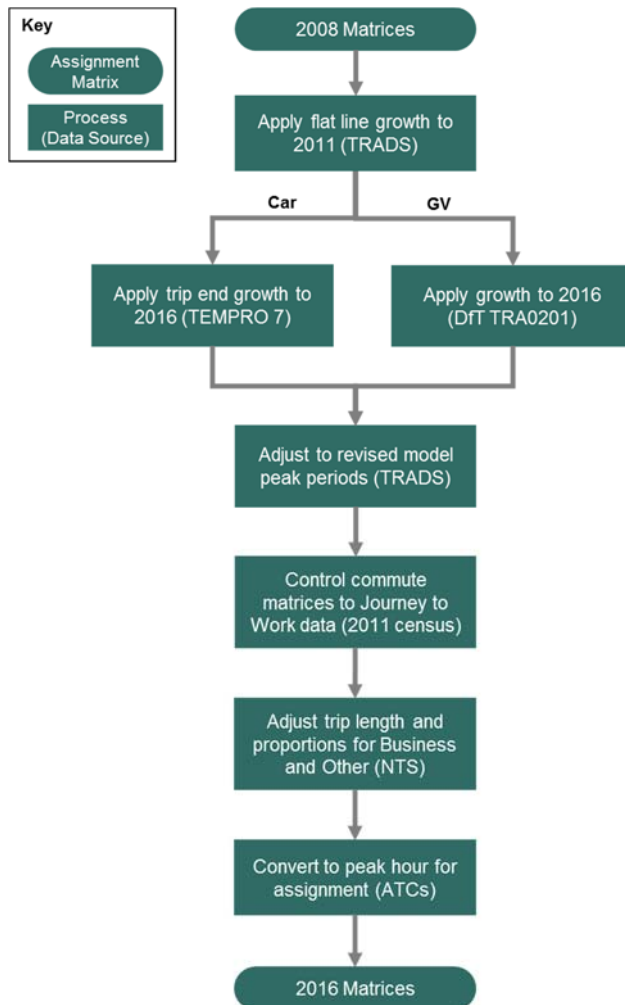 Key
Assignment
Matrix
Process
(Data Source)
2008 Matrices
Apply flat line growth to
2011 (TRADS)
Car
GV
Apply trip end growth to
2016 (TEMPRO 7)
Apply growth to 2016
(DfT TRA0201)
Adjust to revised model
peak periods (TRADS)
Control commute
matrices to Journey to
Work data (2011 census)
Adjust trip length and
proportions for Business
and Other (NTS)
Convert to peak hour for
assignment (ATCs)
2016 Matrices